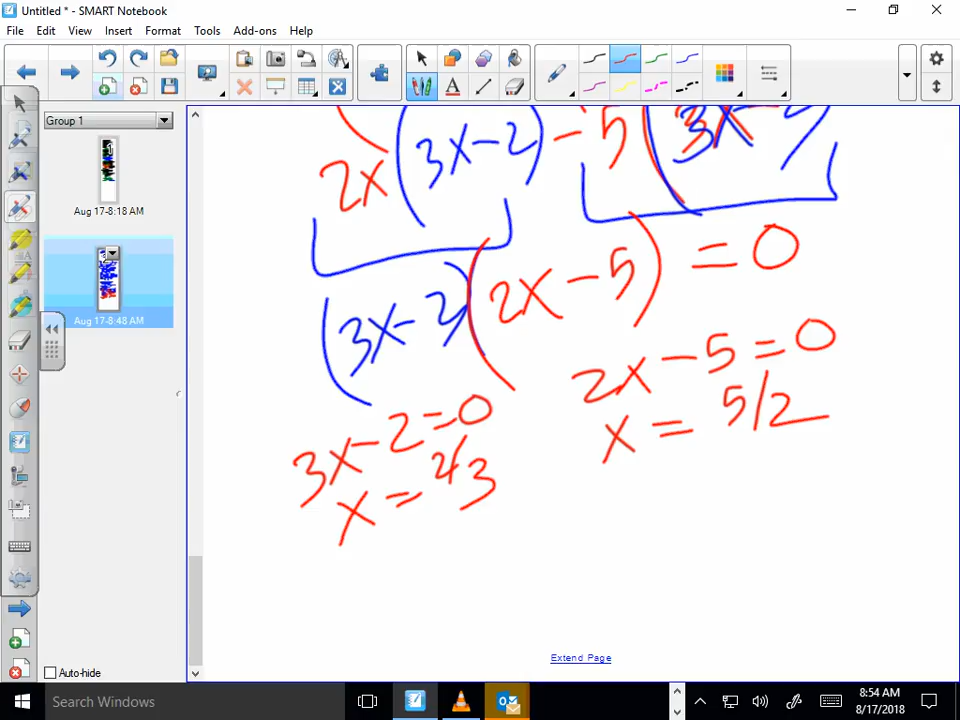 Untitled * - SMART Notebook
File Edit View Insert Format Tools Add-ons Help
Group 1
Aug 17-8:18 AM
Aug 17-8:48 AM
2x(3x-2)-5(3x-
(3x-2)(2x-5) = 0
2x-5=0
x = 5/2
3x-2=0
x = 2/3
Extend Page
Auto-hide
Search Windows
8:54 AM
8/17/2018